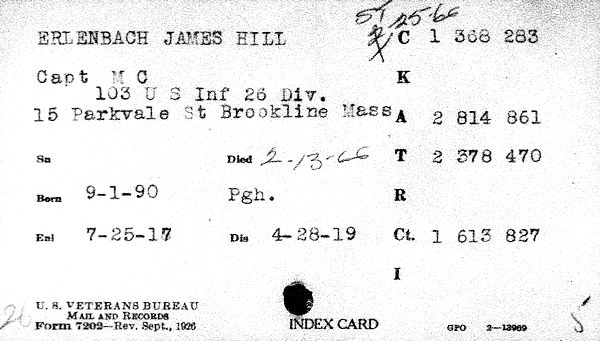 5 25-66
ERLENBACH JAMES HILL C 1 368 283
Capt M C K
103 U S Inf 26 Div.
15 Parkvale St Brookline Mass A 2 814 861
Sn Died 2-13-66 T 2 378 470
Born 9-1-90 Pgh. R
Enl 7-25-17 Dis 4-28-19 Ct. 1 613 827
I
26 U. S. VETERANS BUREAU
MAIL AND RECORDS
Form 7202—Rev. Sept., 1926 INDEX CARD GPO 2—13969 5